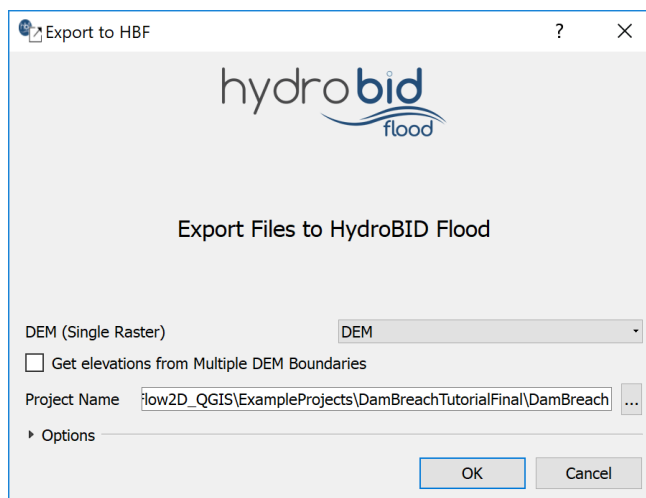 Export to HBF
?
hydrobid
flood
Export Files to HydroBID Flood
DEM (Single Raster)
DEM
Get elevations from Multiple DEM Boundaries
Project Name
Flow2D_QGIS\ExampleProjects\DamBreachTutorialFinal\DamBreach
...
Options
OK
Cancel